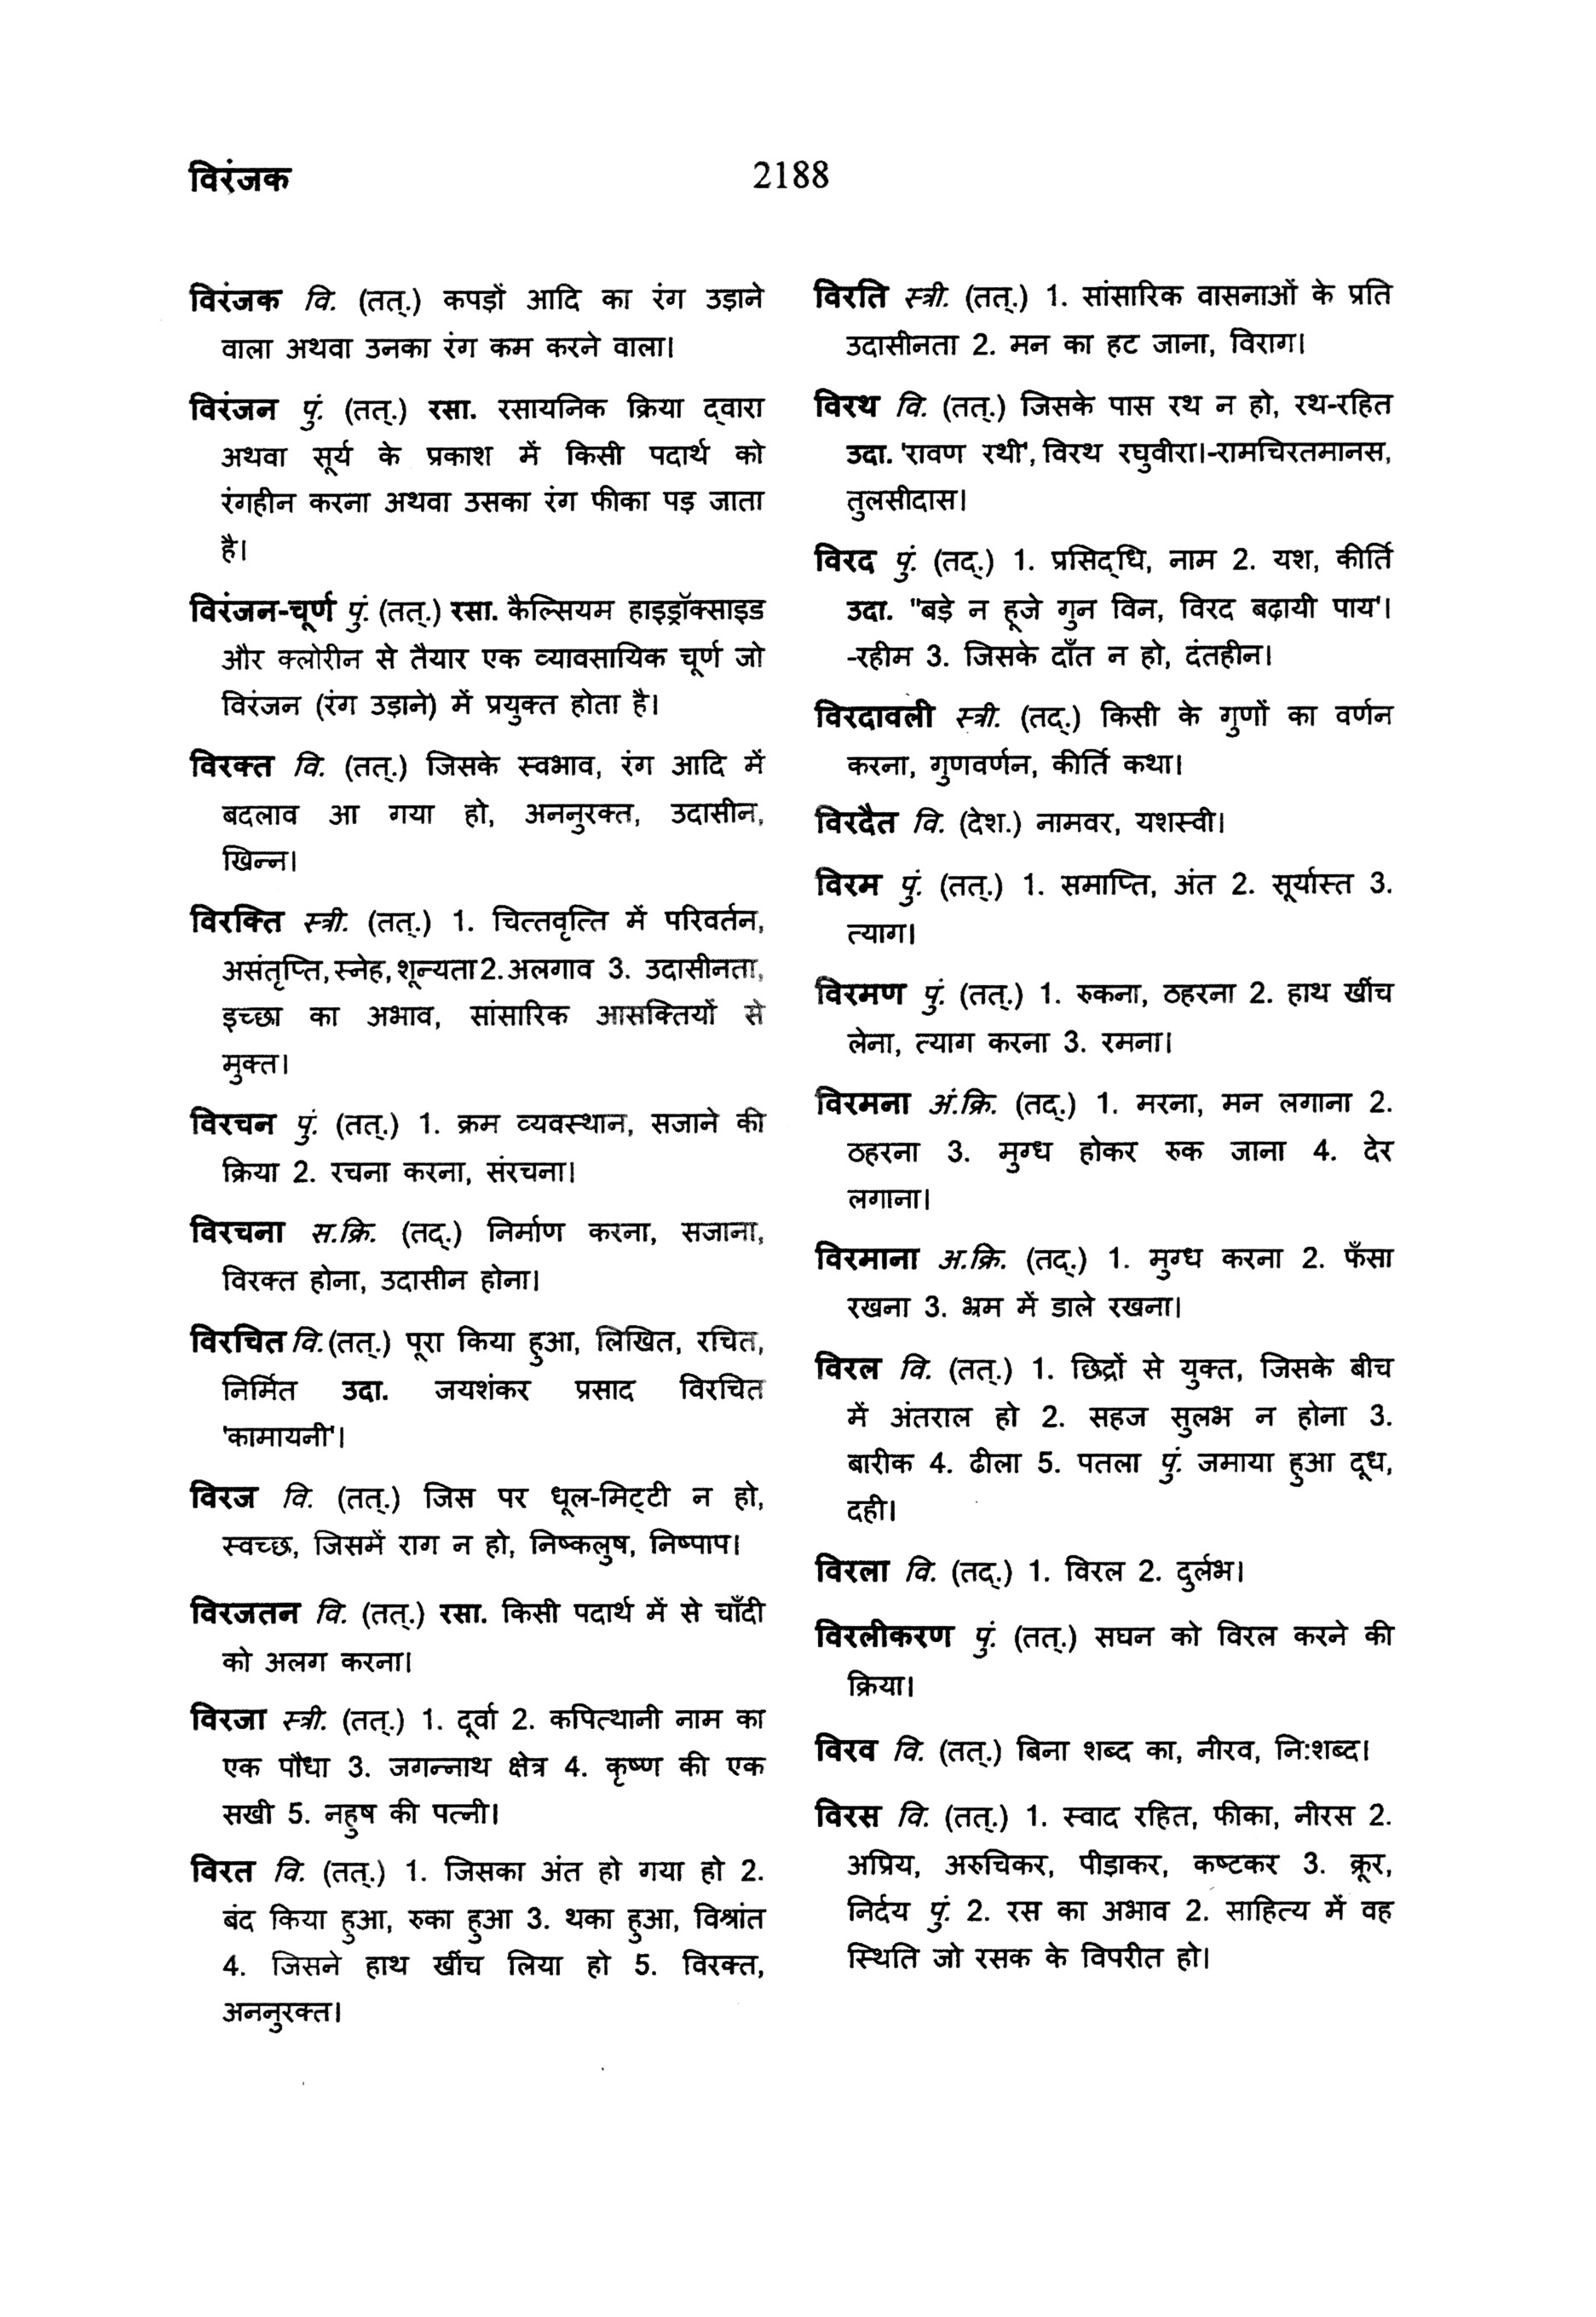 विरंजक
2188
विरंजक वि. (तत्.) कपड़ों आदि का रंग उड़ाने
वाला अथवा उनका रंग कम करने वाला।
विरंजन पुं. (तत्.) रसा. रसायनिक क्रिया द्‌वारा
अथवा सूर्य के प्रकाश में किसी पदार्थ को
रंगहीन करना अथवा उसका रंग फीका पड़ जाता
है।
विरंजन-चूर्ण पुं. (तत्.) रसा. कैल्सियम हाइड्रॉक्साइड
और क्लोरीन से तैयार एक व्यावसायिक चूर्ण जो
विरंजन (रंग उड़ाने) में प्रयुक्त होता है।
विरक्त वि. (तत्.) जिसके स्वभाव, रंग आदि में
बदलाव आ गया हो, अननुरक्त, उदासीन,
खिन्न।
विरक्ति स्त्री. (तत्.) 1. चित्तवृत्ति में परिवर्तन,
असंतृप्ति, स्नेह, शून्यता 2. अलगाव 3. उदासीनता,
इच्छा का अभाव, सांसारिक आसक्तियों से
मुक्त।
विरचन पुं. (तत्.) 1. क्रम व्यवस्थान, सजाने की
क्रिया 2. रचना करना, संरचना।
विरचना स.क्रि. (तद्.) निर्माण करना, सजाना,
विरक्त होना, उदासीन होना।
विरचित वि. (तत्.) पूरा किया हुआ, लिखित, रचित,
निर्मित उदा. जयशंकर प्रसाद विरचित
'कामायनी'।
विरज वि. (तत्.) जिस पर धूल-मिट्‌टी न हो,
स्वच्छ, जिसमें राग न हो, निष्कलुष, निष्पाप।
विरजतन वि. (तत्.) रसा. किसी पदार्थ में से चाँदी
को अलग करना।
विरजा स्त्री. (तत्.) 1. दूर्वा 2. कपित्थानी नाम का
एक पौधा 3. जगन्नाथ क्षेत्र 4. कृष्ण की एक
सखी 5. नहुष की पत्नी।
विरत वि. (तत्.) 1. जिसका अंत हो गया हो 2.
बंद किया हुआ, रुका हुआ 3. थका हुआ, विश्रांत
4. जिसने हाथ खींच लिया हो 5. विरक्त,
अननुरक्त।
विरति स्त्री. (तत्.) 1. सांसारिक वासनाओं के प्रति
उदासीनता 2. मन का हट जाना, विराग।
विरथ वि. (तत्.) जिसके पास रथ न हो, रथ-रहित
उदा. 'रावण रथी', विरथ रघुवीरा।-रामचिरतमानस,
तुलसीदास।
विरद पुं. (तद्.) 1. प्रसिद्‌धि, नाम 2. यश, कीर्ति
उदा. "बड़े न हूजे गुन विन, विरद बढ़ायी पाय'।
-रहीम 3. जिसके दाँत न हो, दंतहीन।
विरदावली स्त्री. (तद्.) किसी के गुणों का वर्णन
करना, गुणवर्णन, कीर्ति कथा।
विरदैत वि. (देश.) नामवर, यशस्वी।
विरम पुं. (तत्.) 1. समाप्ति, अंत 2. सूर्यास्त 3.
त्याग।
विरमण पुं. (तत्.) 1. रुकना, ठहरना 2. हाथ खींच
लेना, त्याग करना 3. रमना।
विरमना अं.क्रि. (तद्.) 1. मरना, मन लगाना 2.
ठहरना 3. मुग्ध होकर रुक जाना 4. देर
लगाना।
विरमाना अ.क्रि. (तद्.) 1. मुग्ध करना 2. फँसा
रखना 3. भ्रम में डाले रखना।
विरल वि. (तत्.) 1. छिद्रों से युक्त, जिसके बीच
में अंतराल हो 2. सहज सुलभ न होना 3.
बारीक 4. ढीला 5. पतला पुं. जमाया हुआ दूध,
दही।
विरला वि. (तद्.) 1. विरल 2. दुर्लभ।
विरलीकरण पुं. (तत्.) सघन को विरल करने की
क्रिया।
विरव वि. (तत्.) बिना शब्द का, नीरव, नि:शब्द।
विरस वि. (तत्.) 1. स्वाद रहित, फीका, नीरस 2.
अप्रिय, अरुचिकर, पीड़ाकर, कष्टकर 3. क्रूर,
निर्दय पुं. 2. रस का अभाव 2. साहित्य में वह
स्थिति जो रसक के विपरीत हो।